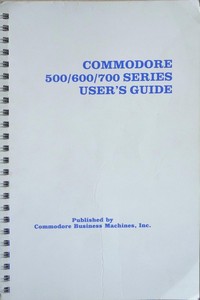 COMMODORE
500/600/700 SERIES
USER'S GUIDE
Published by
Commodore Business Machines, Inc.